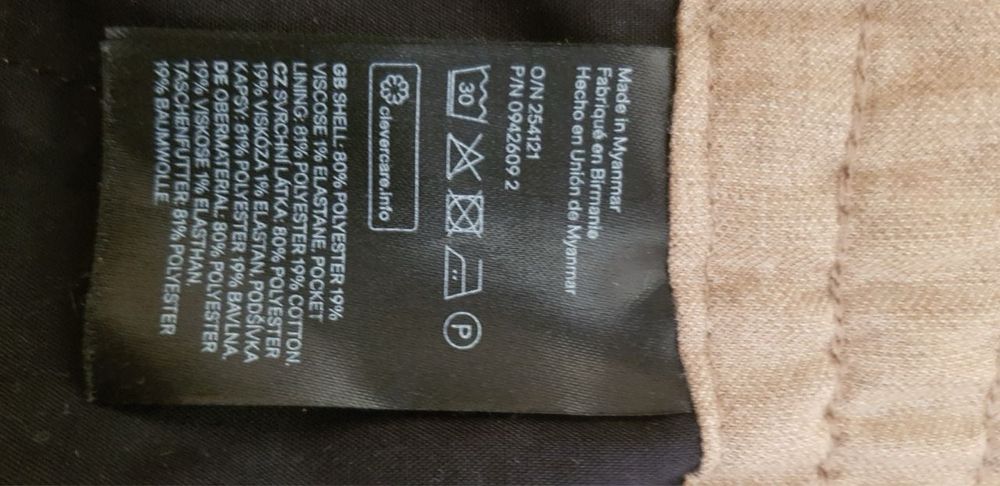 Made in Myanmar
Fabriqué en Birmanie
Hecho en Unión de Myanmar
O/N 254121
P/N 0942609 2
30
P
clevercare.info
GB SHELL: 80% POLYESTER 19%
VISCOSE 1% ELASTANE, POCKET
LINING: 81% POLYESTER 19% COTTON.
CZ SVRCHNÍ LÁTKA: 80% POLYESTER
19% VISKÓZA 1% ELASTAN, PODŠÍVKA
KAPSY: 81% POLYESTER 19% BAVLNA.
DE OBERMATERIAL: 80% POLYESTER
19% VISKOSE 1% ELASTHAN,
TASCHENFUTTER: 81% POLYESTER
19% BAUMWOLLE